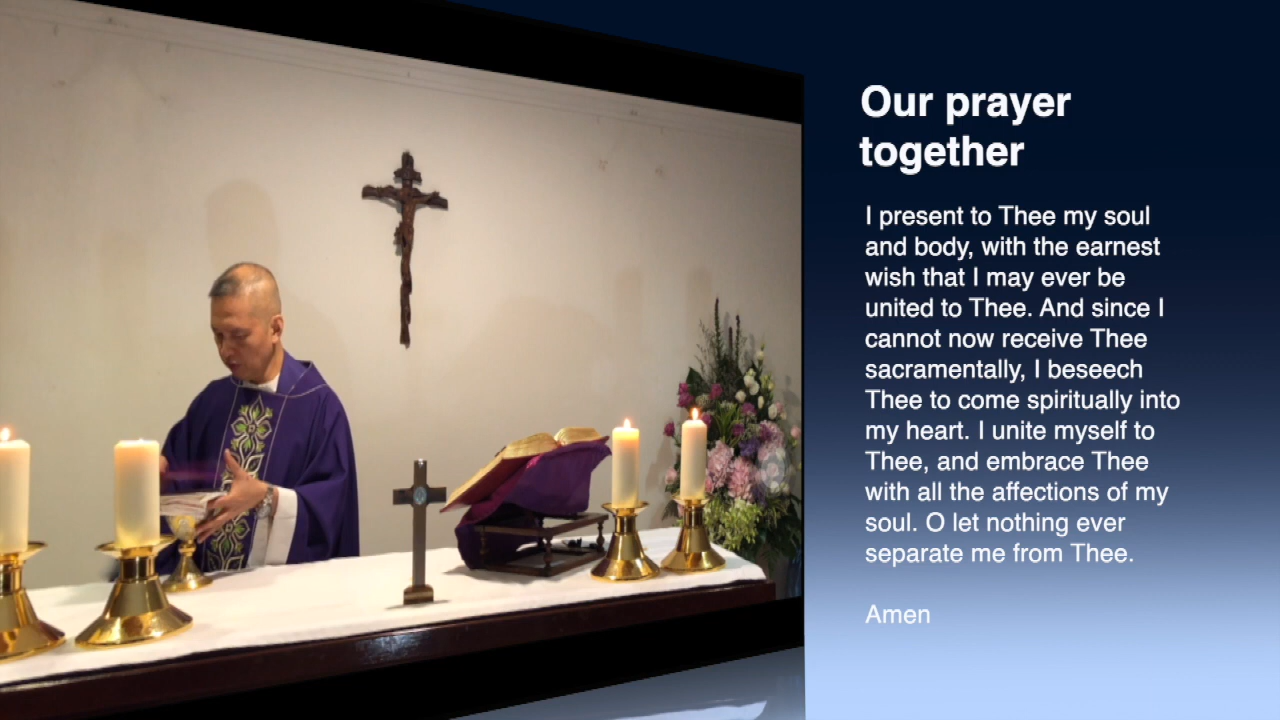 Our prayer
together
I present to Thee my soul
and body, with the earnest
wish that I may ever be
united to Thee. And since I
cannot now receive Thee
sacramentally, I beseech
Thee to come spiritually into
my heart. I unite myself to
Thee, and embrace Thee
with all the affections of my
soul. O let nothing ever
separate me from Thee.
Amen